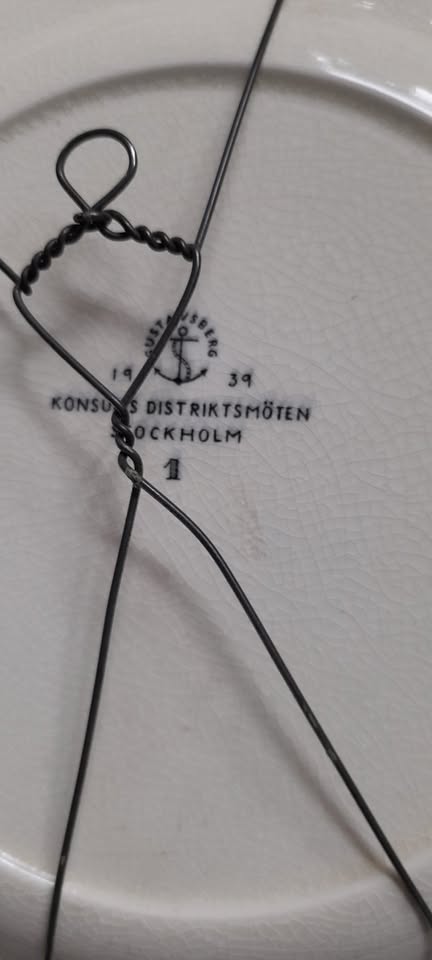 GUSTAVSBERG
19 39
KONSUMS DISTRIKTSMÖTEN
STOCKHOLM
1